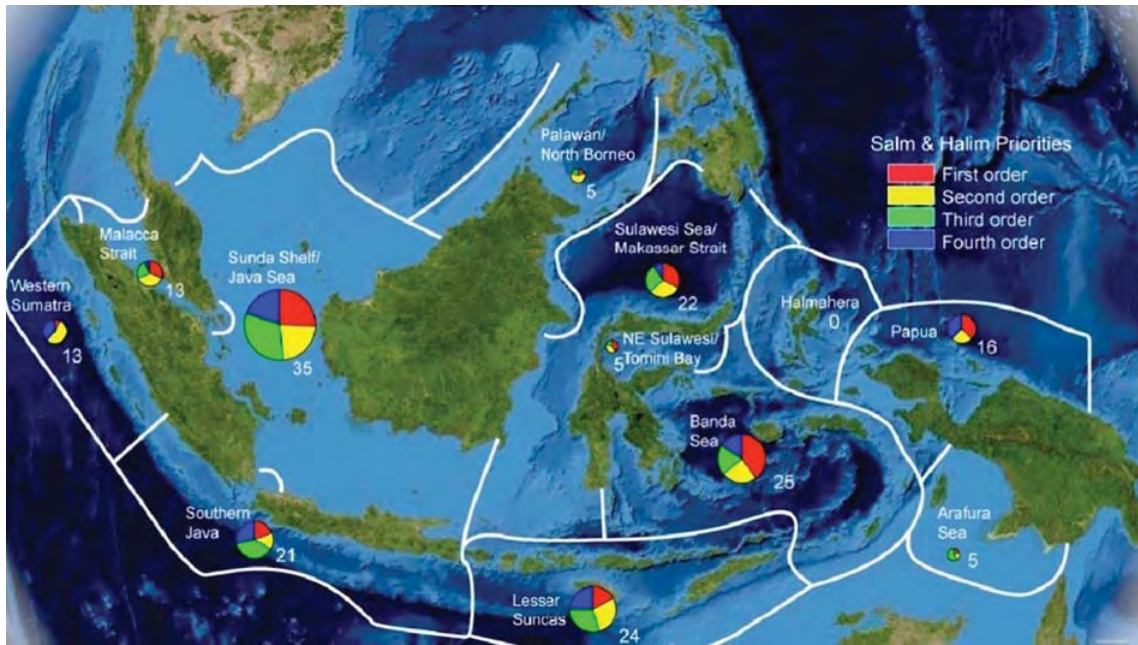 Palawan/
North Borneo
5
Salm & Halim Priorities
First order
Second order
Third order
Fourth order
Malacca
Strait
13
Sunda Shelf/
Java Sea
35
Sulawesi Sea/
Makassar Strait
22
Western
Sumatra
13
Halmahera
0
Papua
16
NE Sulawesi/
Tomini Bay
5
Banda
Sea
25
Southern
Java
21
Arafura
Sea
5
Lesser
Suncas
24